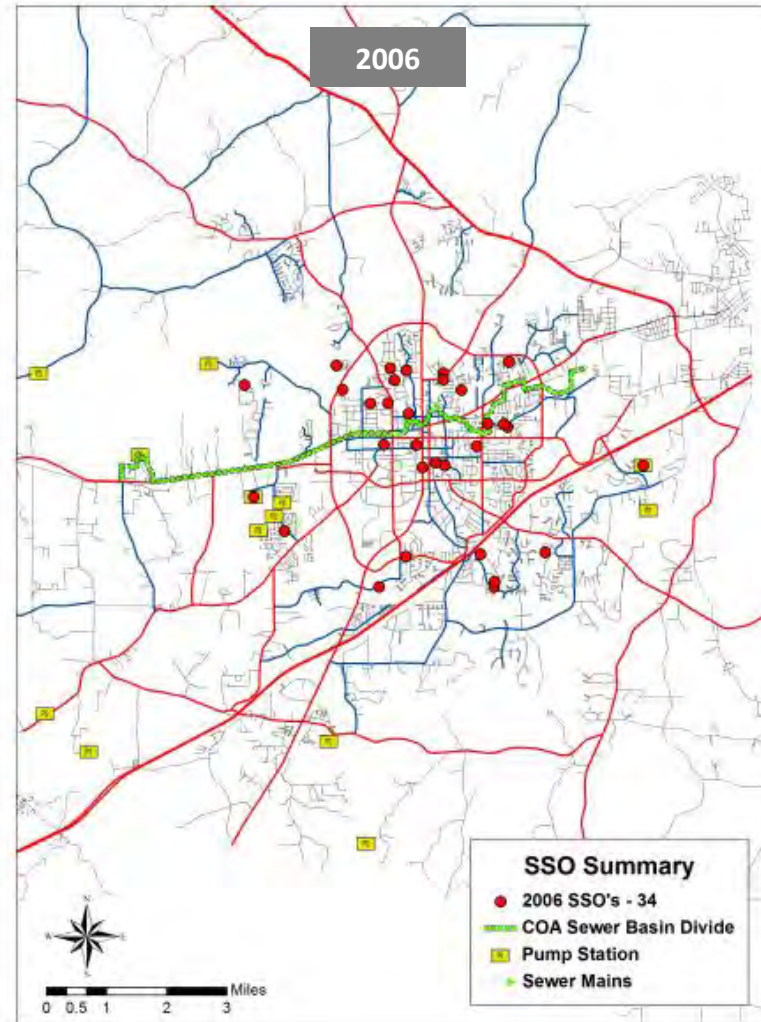 2006
SSO Summary
2006 SSO's - 34
COA Sewer Basin Divide
Pump Station
Sewer Mains
N
W
E
S
Miles
0 0.5 1 2 3